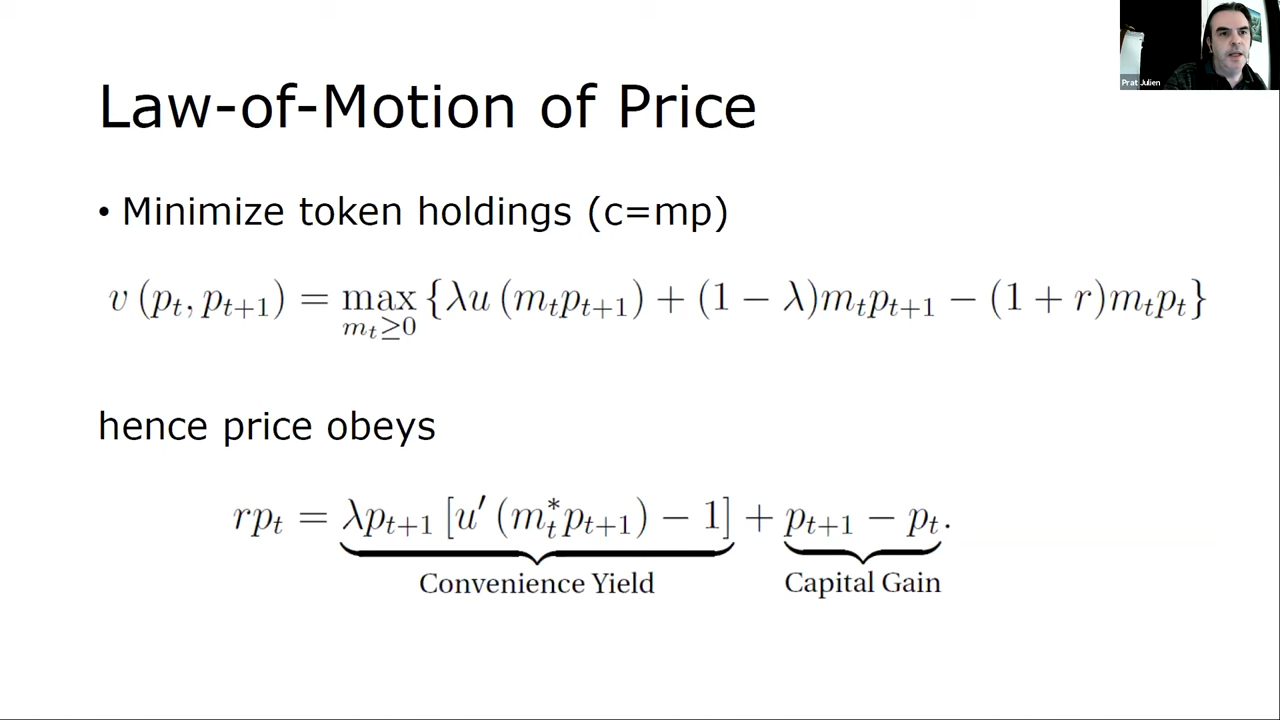 Prat Julien
Law-of-Motion of Price
• Minimize token holdings (c=mp)
v (p_t, p_{t+1}) = max_{m_t≥0} {λu (m_t p_{t+1}) + (1 − λ)m_t p_{t+1} − (1 + r)m_t p_t}
hence price obeys
rp_t = λp_{t+1} [u′ (m_t^* p_{t+1}) − 1] + p_{t+1} − p_t.
Convenience Yield Capital Gain